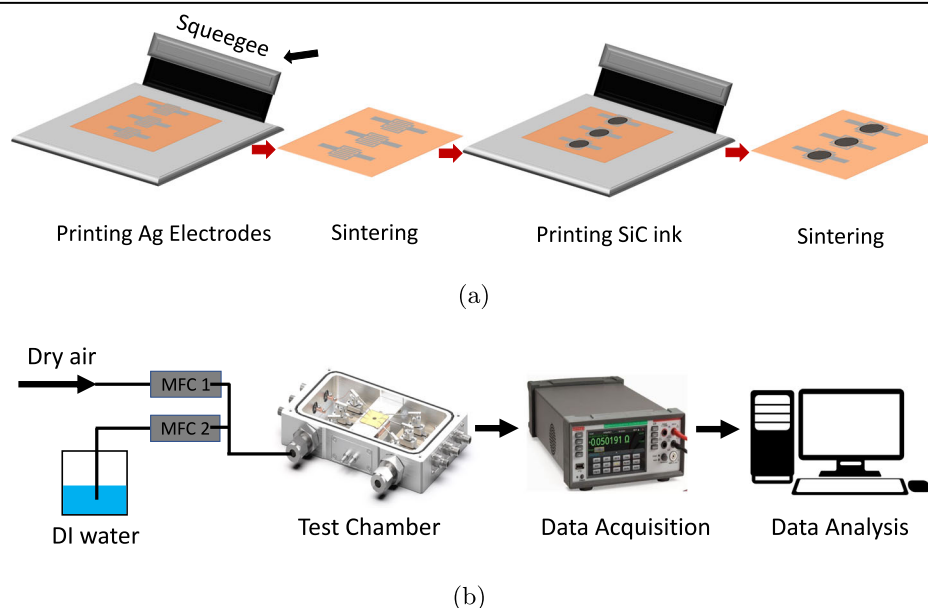 Squeegee
Printing Ag Electrodes
Sintering
Printing SiC ink
Sintering
(a)
Dry air
MFC 1
MFC 2
DI water
-0.050191 Ω
Test Chamber
Data Acquisition
Data Analysis
(b)